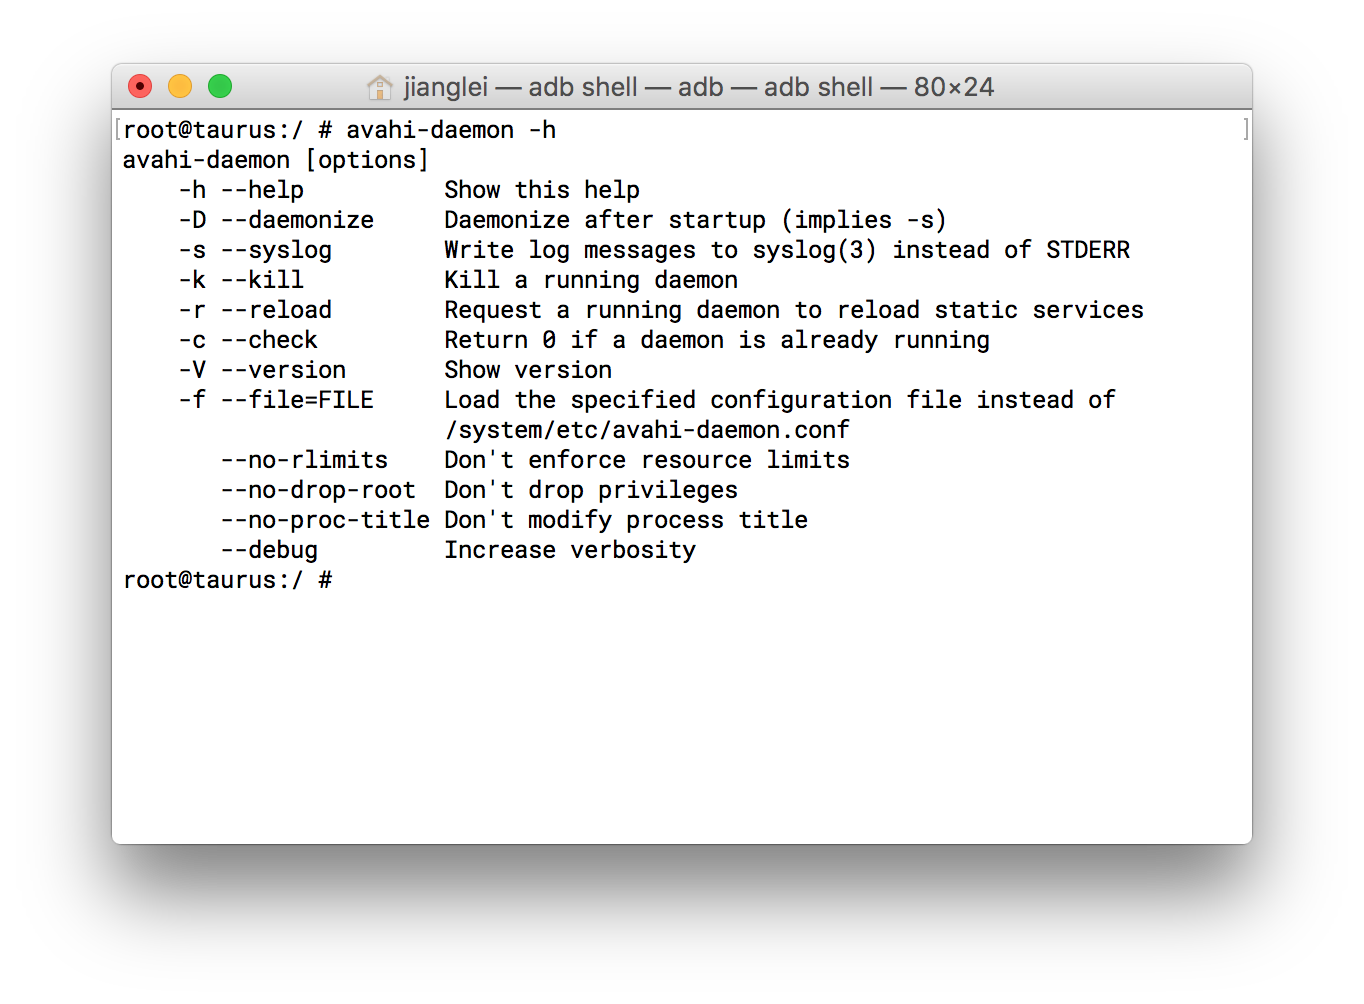 jianglei — adb shell — adb — adb shell — 80×24
[root@taurus:/ # avahi-daemon -h ]
avahi-daemon [options]
    -h --help          Show this help
    -D --daemonize     Daemonize after startup (implies -s)
    -s --syslog        Write log messages to syslog(3) instead of STDERR
    -k --kill          Kill a running daemon
    -r --reload        Request a running daemon to reload static services
    -c --check         Return 0 if a daemon is already running
    -V --version       Show version
    -f --file=FILE     Load the specified configuration file instead of
                       /system/etc/avahi-daemon.conf
       --no-rlimits    Don't enforce resource limits
       --no-drop-root  Don't drop privileges
       --no-proc-title Don't modify process title
       --debug         Increase verbosity
root@taurus:/ #